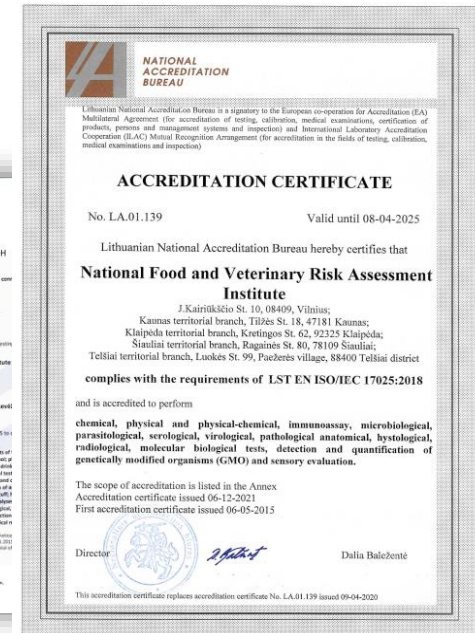 NATIONAL
ACCREDITATION
BUREAU
Lithuanian National Accreditation Bureau is a signatory to the European co-operation for Accreditation (EA)
Multilateral Agreement (for accreditation of testing, calibration, medical examinations, certification of
products, persons and management systems and inspection) and International Laboratory Accreditation
Cooperation (ILAC) Mutual Recognition Arrangement (for accreditation in the fields of testing, calibration,
medical examinations and inspection)
ACCREDITATION CERTIFICATE
No. LA.01.139 Valid until 08-04-2025
Lithuanian National Accreditation Bureau hereby certifies that
National Food and Veterinary Risk Assessment
Institute
J.Kairiūkščio St. 10, 08409, Vilnius;
Kaunas territorial branch, Tilžės St. 18, 47181 Kaunas;
Klaipėda territorial branch, Kretingos St. 62, 92325 Klaipėda;
Šiauliai territorial branch, Ragainės St. 80, 78109 Šiauliai;
Telšiai territorial branch, Luokės St. 99, Paežerės village, 88400 Telšiai district
complies with the requirements of LST EN ISO/IEC 17025:2018
and is accredited to perform
chemical, physical and physical-chemical, immunoassay, microbiological,
parasitological, serological, virological, pathological anatomical, hystological,
radiological, molecular biological tests, detection and quantification of
genetically modified organisms (GMO) and sensory evaluation.
The scope of accreditation is listed in the Annex
Accreditation certificate issued 06-12-2021
First accreditation certificate issued 06-05-2015
Director Dalia Baležentė
This accreditation certificate replaces accreditation certificate No. LA.01.139 issued 09-04-2020